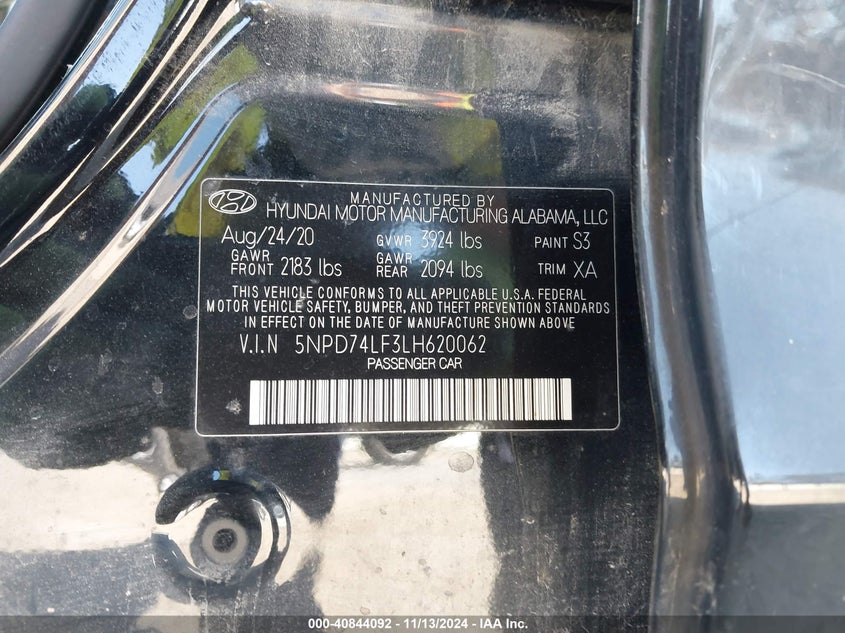 MANUFACTURED BY
HYUNDAI MOTOR MANUFACTURING ALABAMA, LLC
Aug/24/20 GVWR 3924 lbs PAINT S3
GAWR FRONT 2183 lbs GAWR REAR 2094 lbs TRIM XA
THIS VEHICLE CONFORMS TO ALL APPLICABLE U.S.A. FEDERAL
MOTOR VEHICLE SAFETY, BUMPER, AND THEFT PREVENTION STANDARDS
IN EFFECT ON THE DATE OF MANUFACTURE SHOWN ABOVE
V.I.N 5NPD74LF3LH620062
PASSENGER CAR
000-40844092 - 11/13/2024 - IAA Inc.